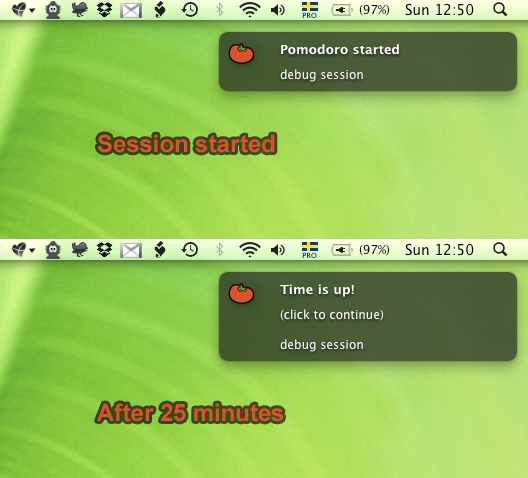 PRO (97%) Sun 12:50
Pomodoro started
debug session
Session started
PRO (97%) Sun 12:50
Time is up!
(click to continue)
debug session
After 25 minutes